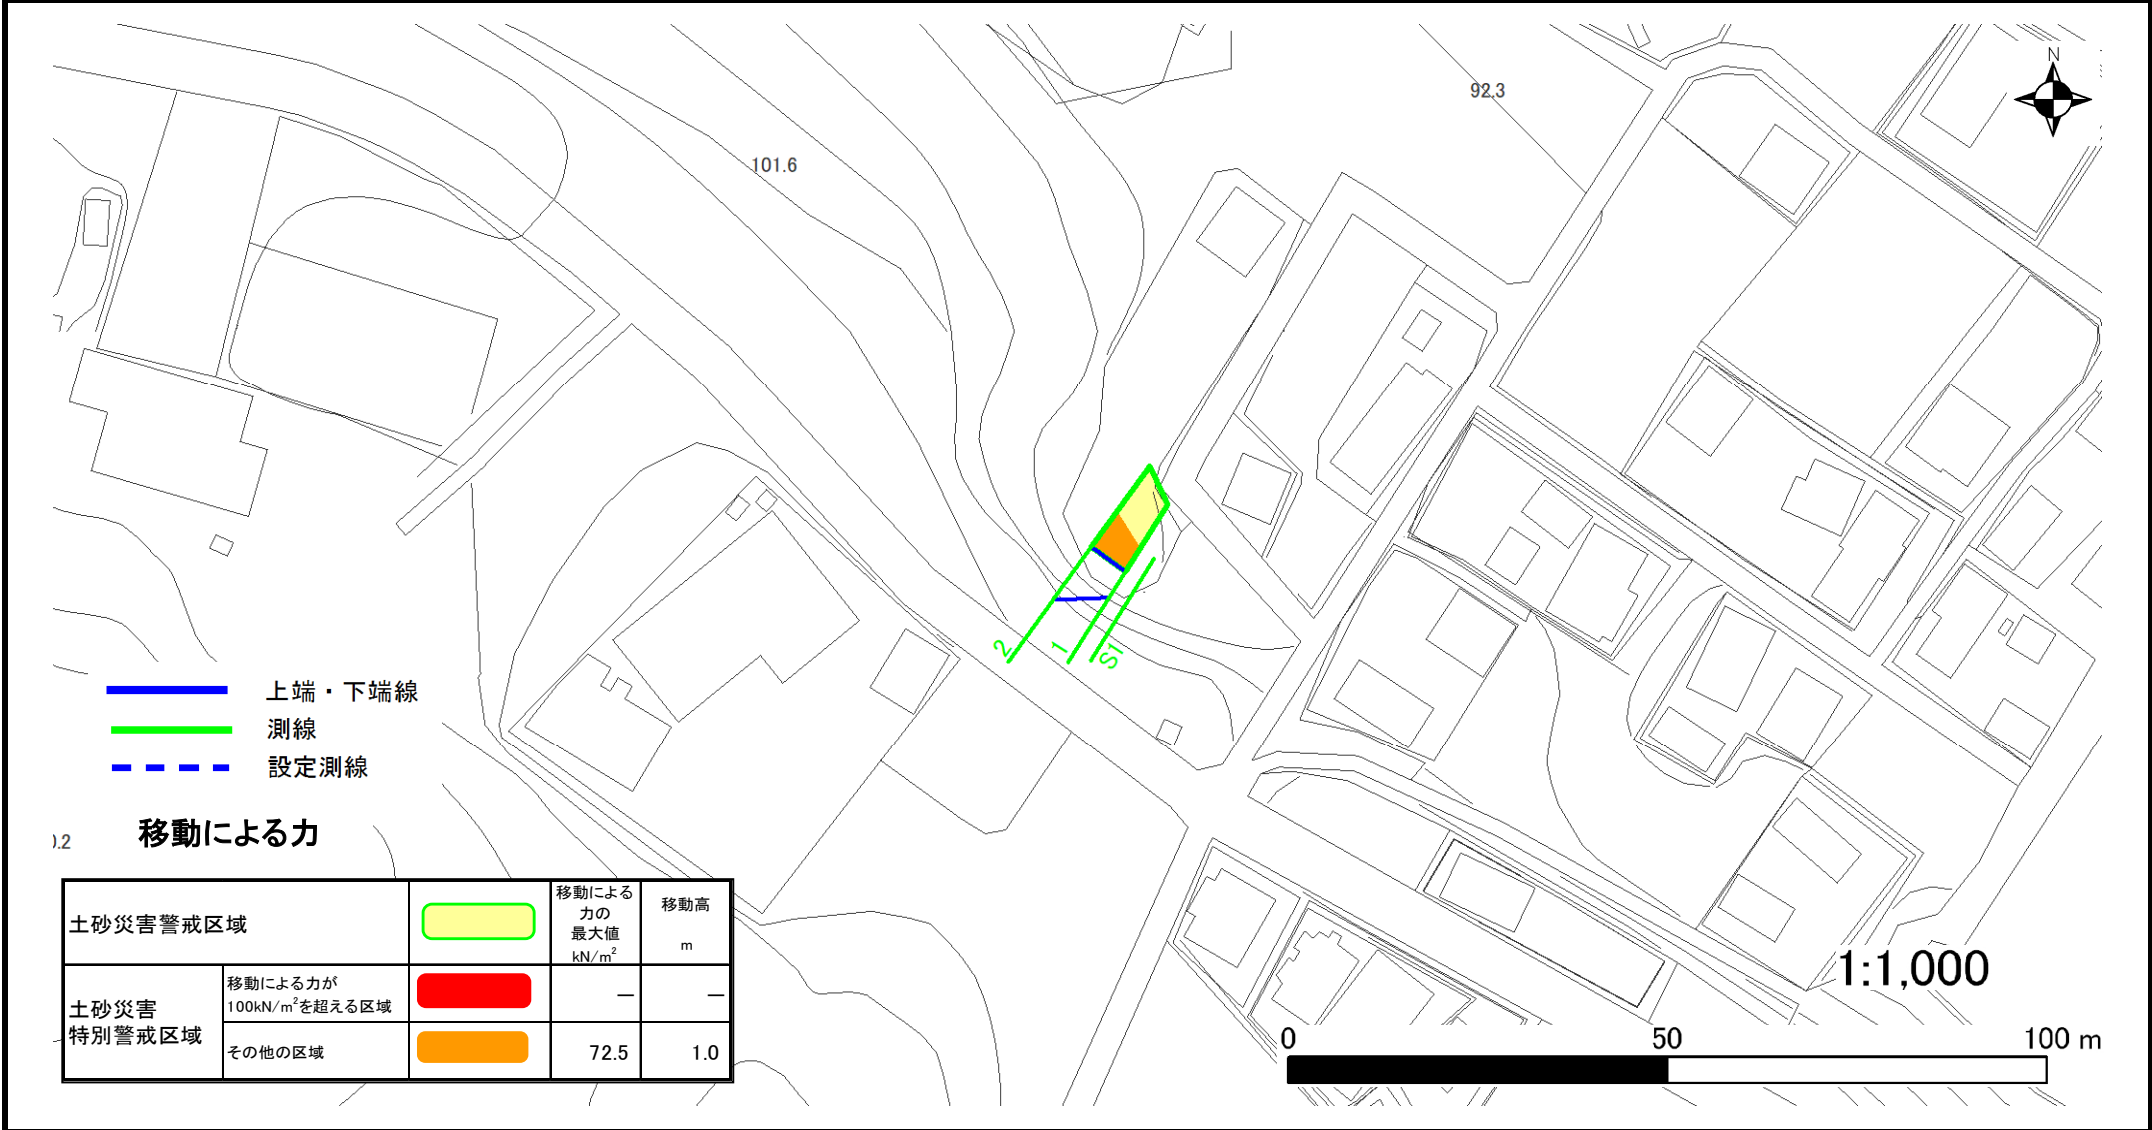 N
92.3
101.6
2
1
S1
上端・下端線
測線
設定測線
移動による力
土砂災害警戒区域
移動による
力の
最大値
kN/m²
移動高
m
土砂災害
特別警戒区域
移動による力が
100kN/m²を超える区域
－
－
その他の区域
72.5
1.0
1:1,000
0
50
100 m